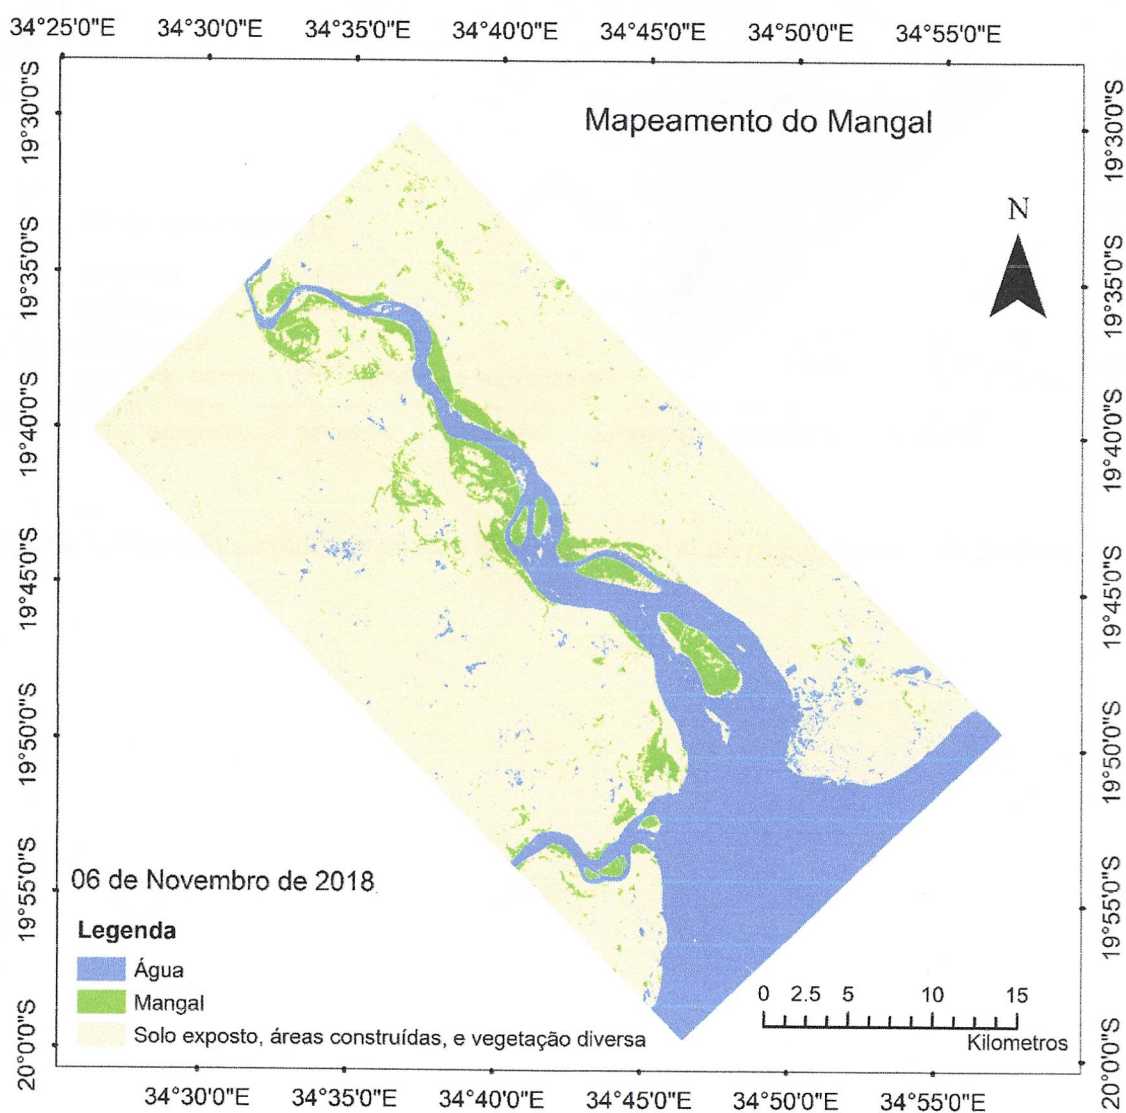 34°25'0"E 34°30'0"E 34°35'0"E 34°40'0"E 34°45'0"E 34°50'0"E 34°55'0"E
Mapeamento do Mangal
N
19°30'0"S
19°35'0"S
19°40'0"S
19°45'0"S
19°50'0"S
19°55'0"S
20°0'0"S
19°30'0"S
19°35'0"S
19°40'0"S
19°45'0"S
19°50'0"S
19°55'0"S
20°0'0"S
06 de Novembro de 2018
Legenda
Água
Mangal
Solo exposto, áreas construídas, e vegetação diversa
0 2.5 5 10 15
Kilometros
34°30'0"E 34°35'0"E 34°40'0"E 34°45'0"E 34°50'0"E 34°55'0"E